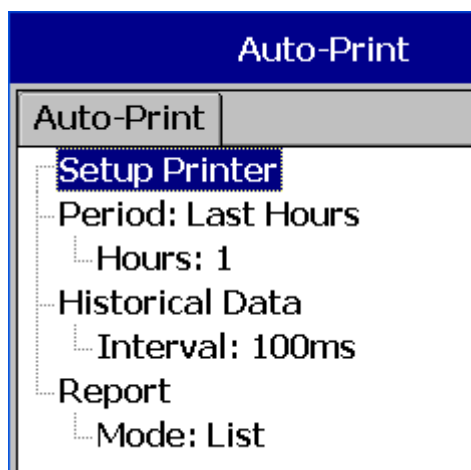 Auto-Print
Auto-Print
Setup Printer
Period: Last Hours
Hours: 1
Historical Data
Interval: 100ms
Report
Mode: List